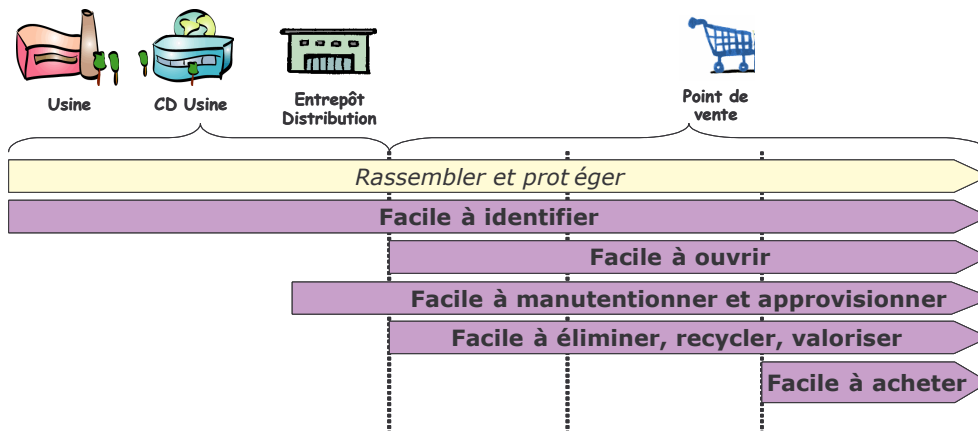 Usine
CD Usine
Entrepôt
Distribution
Point de
vente
Rassembler et prot éger
Facile à identifier
Facile à ouvrir
Facile à manutentionner et approvisionner
Facile à éliminer, recycler, valoriser
Facile à acheter